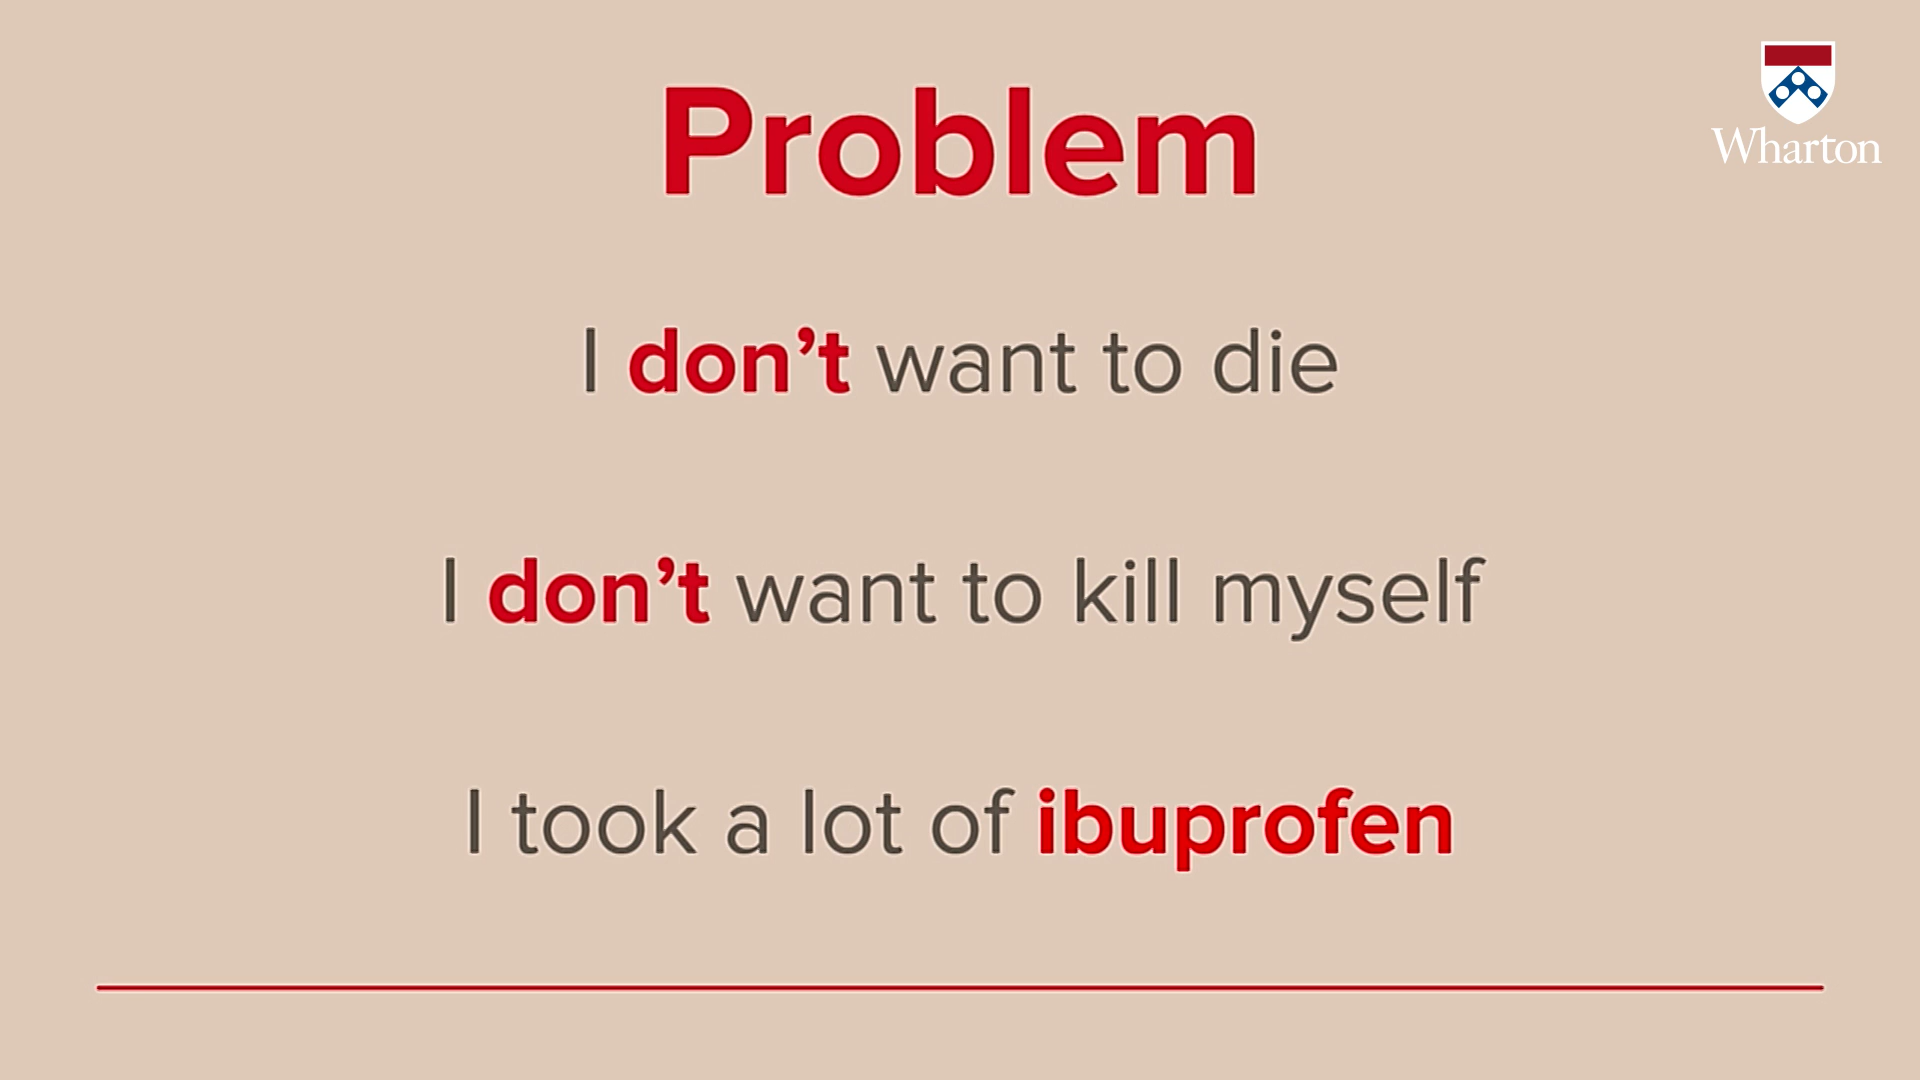 Problem
Wharton
I don’t want to die
I don’t want to kill myself
I took a lot of ibuprofen